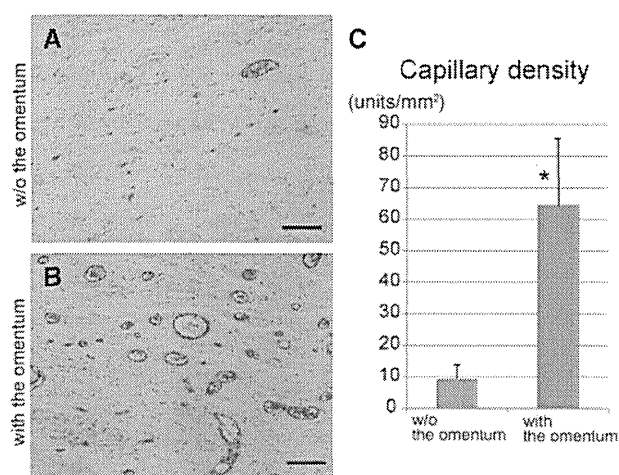 A
w/o the omentum
B
with the omentum
C
Capillary density
(units/mm²)
90
80
70
60
50
40
30
20
10
0
*
w/o
the omentum
with
the omentum